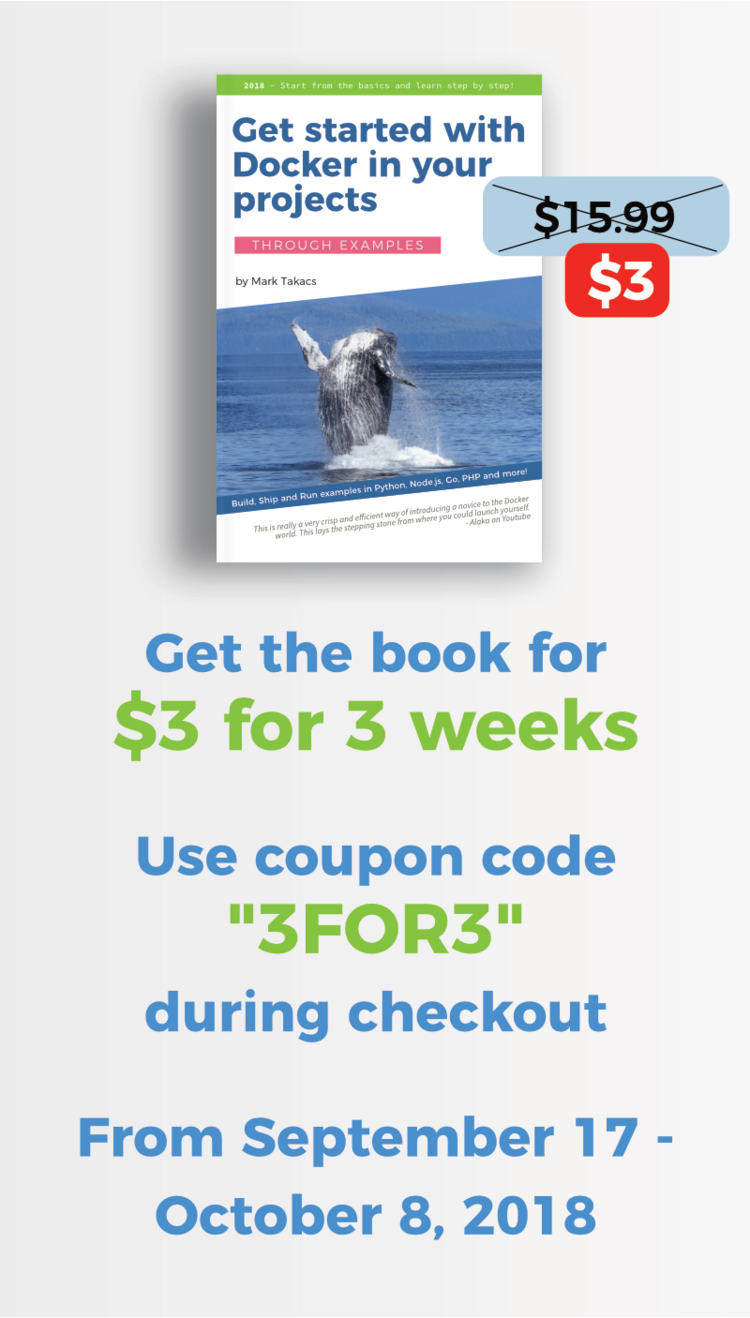 2018 – Start from the basics and learn step by step!
Get started with
Docker in your
projects
THROUGH EXAMPLES
by Mark Takacs
$15.99
$3
Build, Ship and Run examples in Python, Node.js, Go, PHP and more!
This is really a very crisp and efficient way of introducing a novice to the Docker
world. This lays the stepping stone from where you could launch yourself.
- Alaka on Youtube
Get the book for
$3 for 3 weeks
Use coupon code
"3FOR3"
during checkout
From September 17 -
October 8, 2018